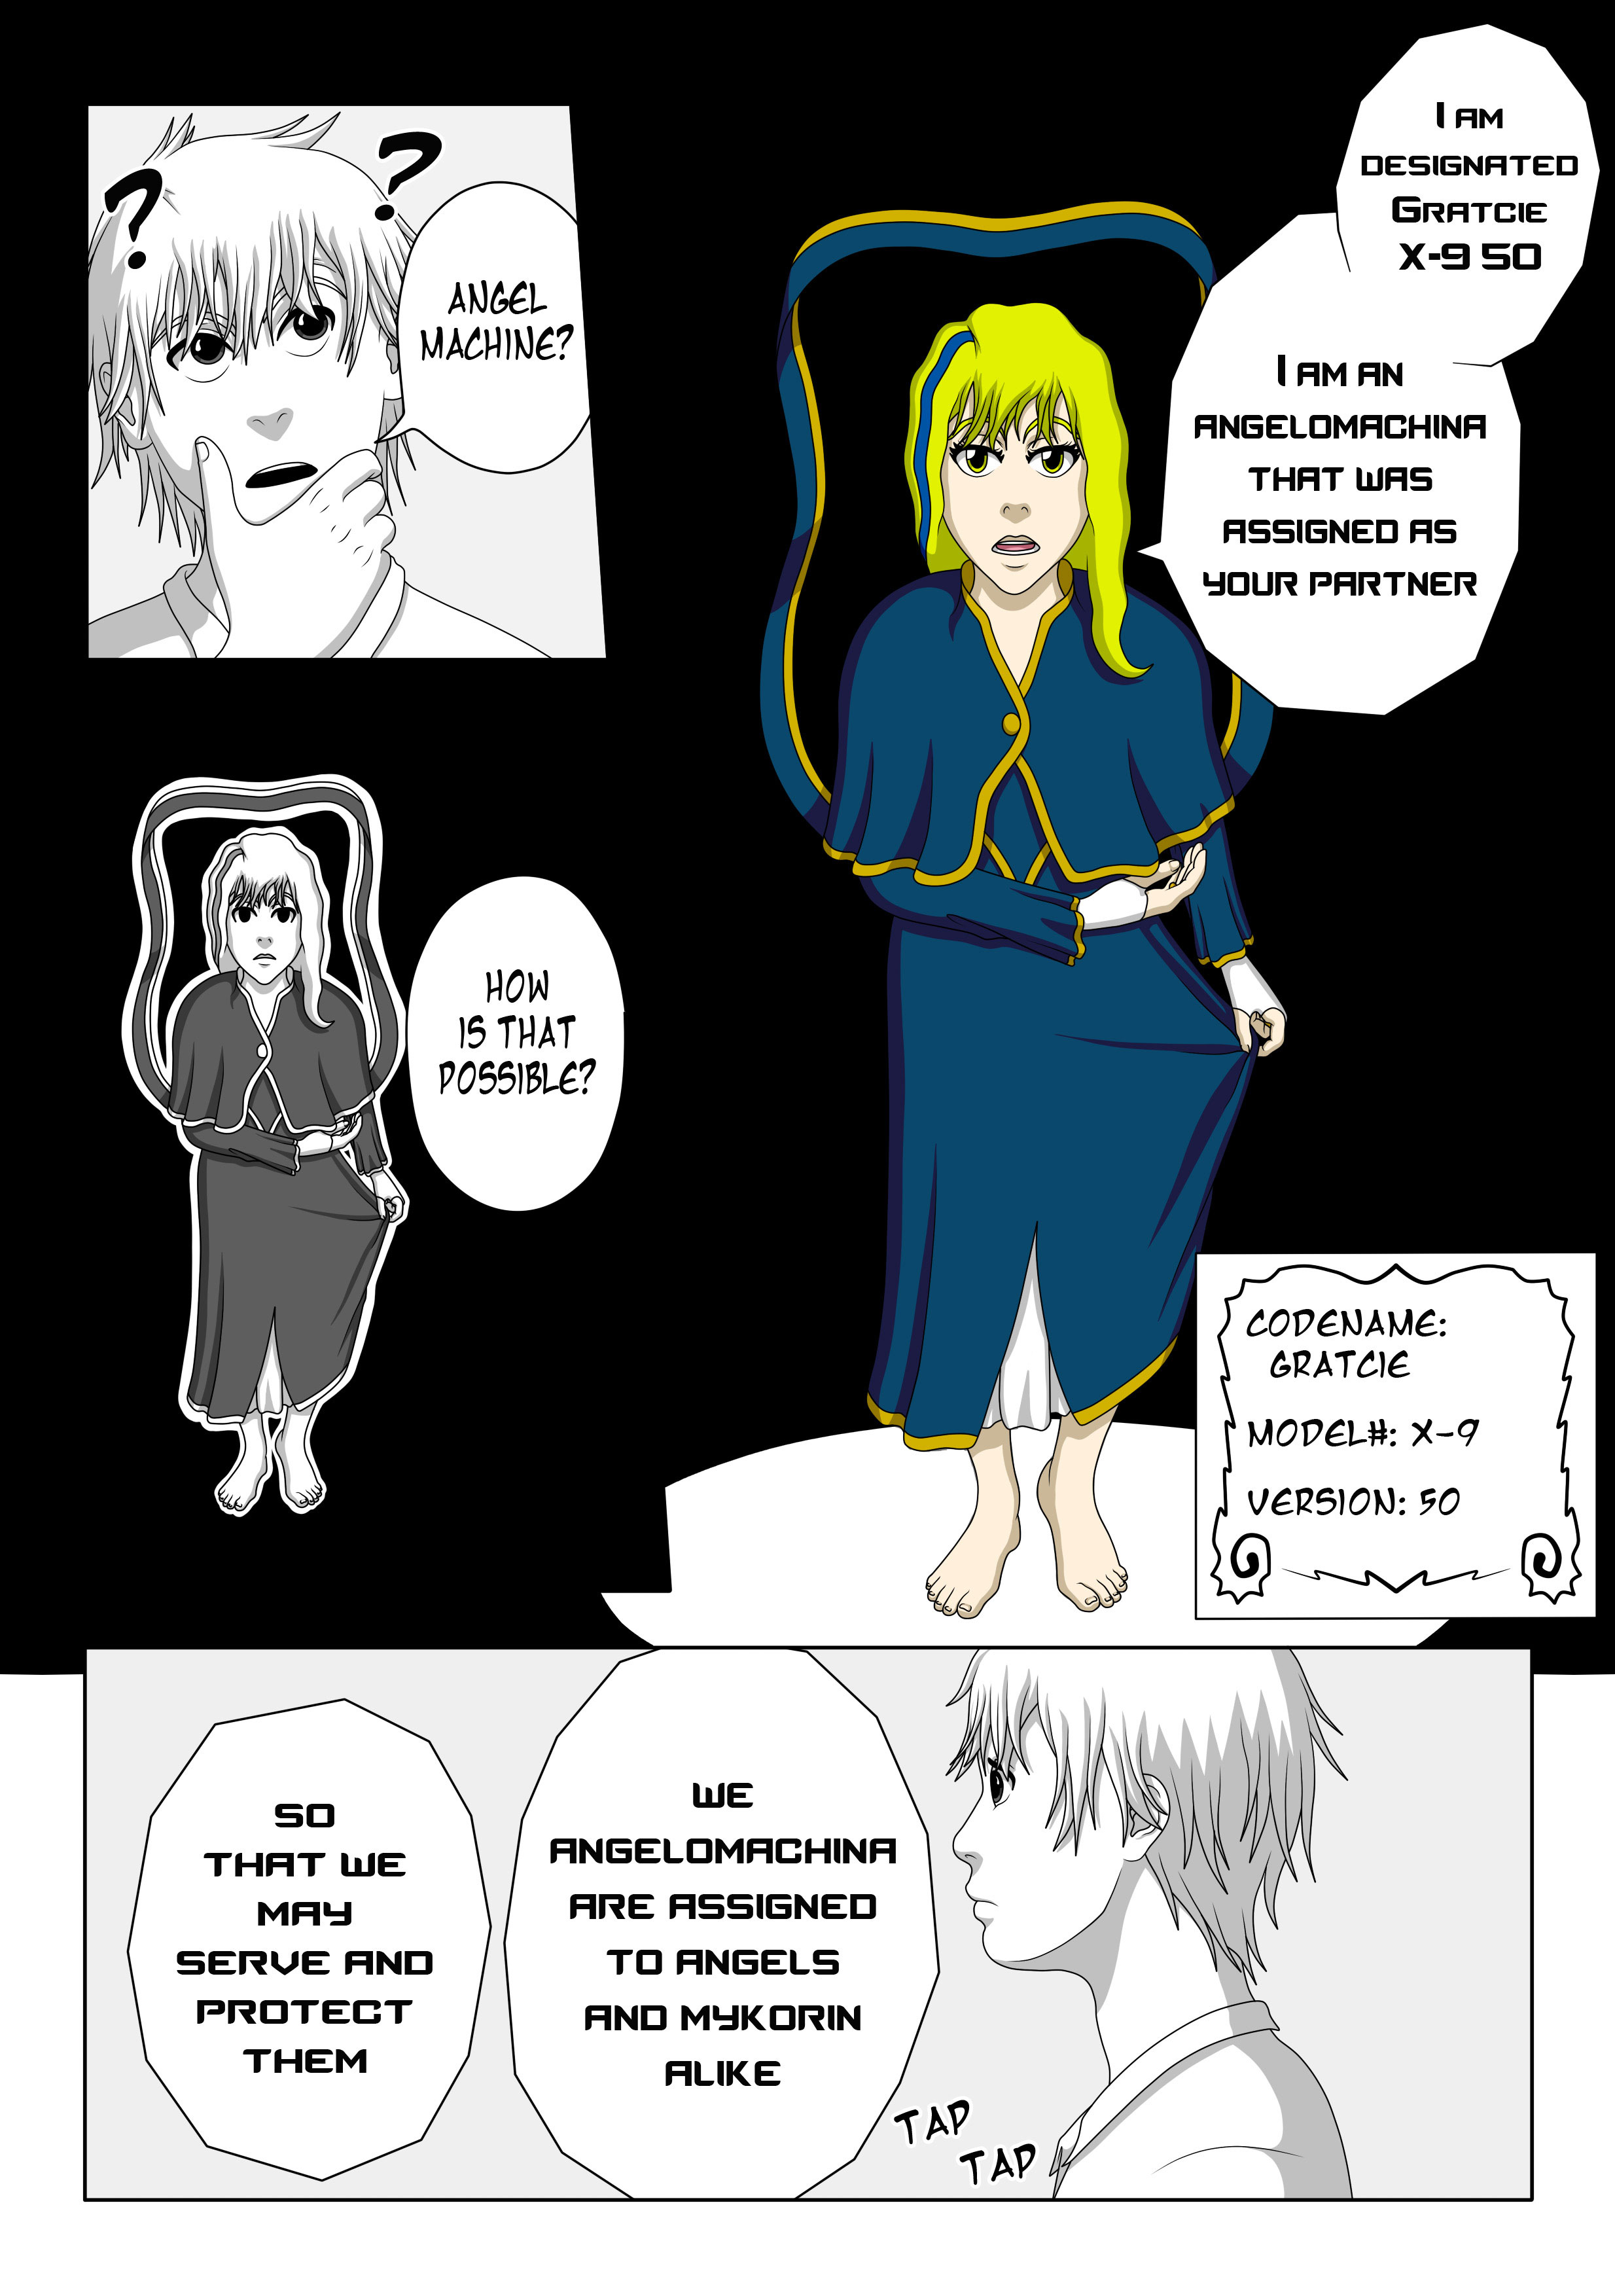 I AM
DESIGNATED
GRATCIE
X-9 50
I AM AN
ANGELOMACHINA
THAT WAS
ASSIGNED AS
YOUR PARTNER
?
?
ANGEL
MACHINE?
HOW
IS THAT
POSSIBLE?
CODENAME:
GRATCIE
MODEL#: X-9
VERSION: 50
SO
THAT WE
MAY
SERVE AND
PROTECT
THEM
WE
ANGELOMACHINA
ARE ASSIGNED
TO ANGELS
AND MYKORIN
ALIKE
TAP
TAP